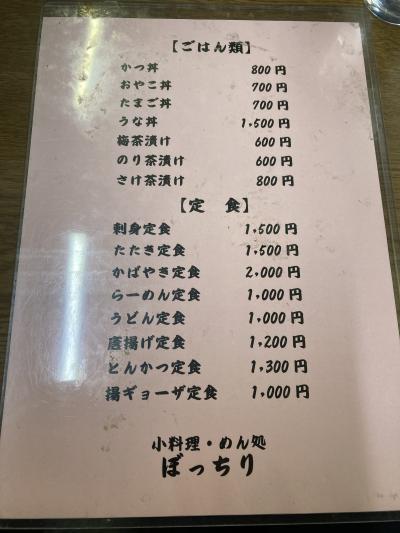 【ごはん類】
かつ丼 800円
おやこ丼 700円
たまご丼 700円
うな丼 1,500円
梅茶漬け 600円
のり茶漬け 600円
さけ茶漬け 800円
【定 食】
刺身定食 1,500円
たたき定食 1,500円
かばやき定食 2,000円
らーめん定食 1,000円
うどん定食 1,000円
唐揚げ定食 1,200円
とんかつ定食 1,300円
揚ギョーザ定食 1,000円
小料理・めん処
ぼっちり